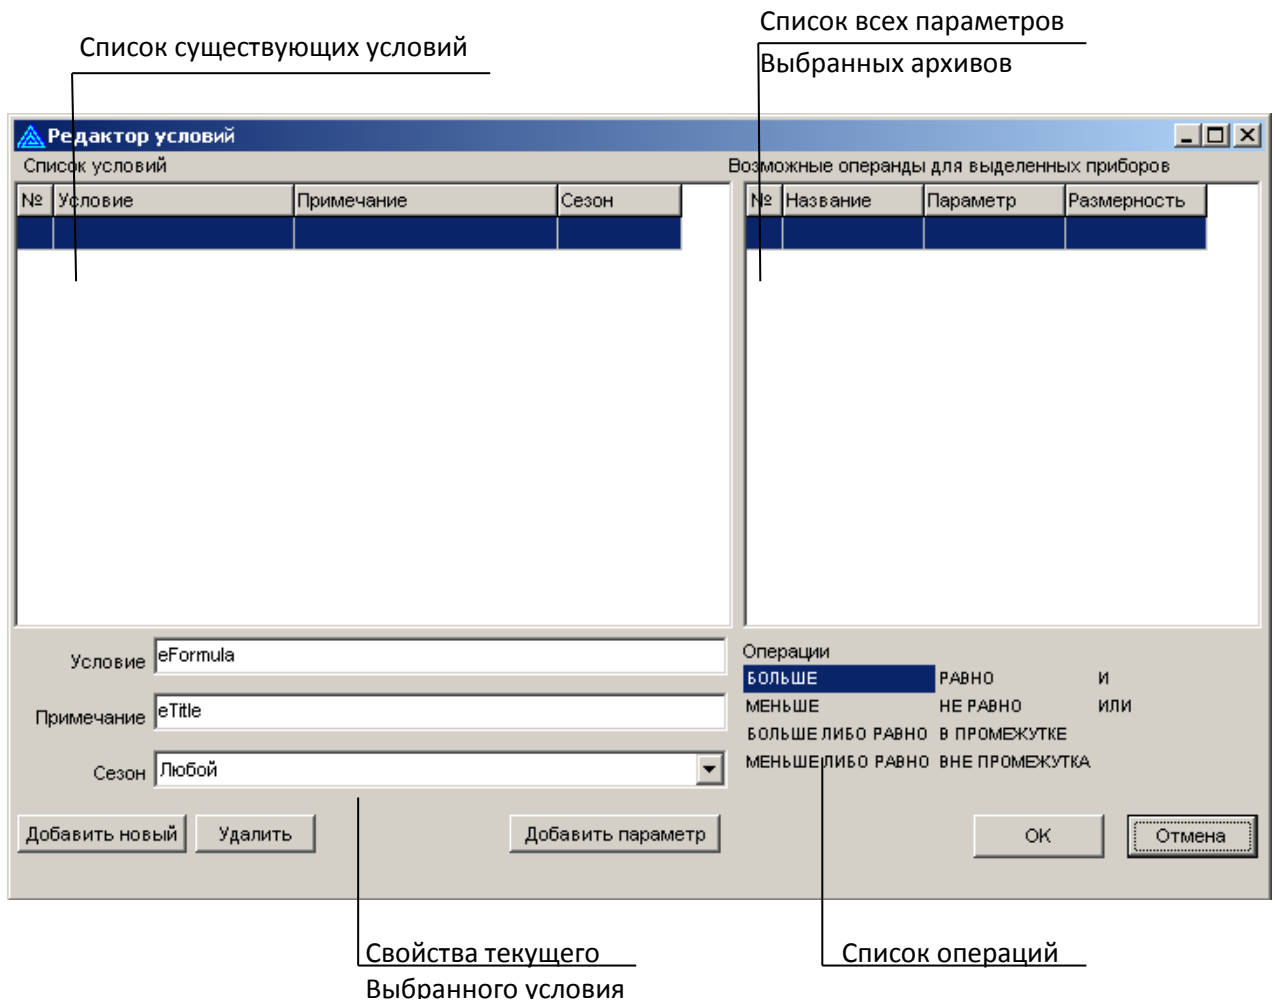 Список всех параметров
Список существующих условий
Выбранных архивов
Редактор условий
Список условий
Возможные операнды для выделенных приборов
№ Условие Примечание Сезон
№ Название Параметр Размерность
Условие eFormula
Примечание eTitle
Сезон Любой
Операции
БОЛЬШЕ РАВНО И
МЕНЬШЕ НЕ РАВНО ИЛИ
БОЛЬШЕ ЛИБО РАВНО В ПРОМЕЖУТКЕ
МЕНЬШЕ ЛИБО РАВНО ВНЕ ПРОМЕЖУТКА
Добавить новый Удалить Добавить параметр OK Отмена
Свойства текущего
Выбранного условия
Список операций